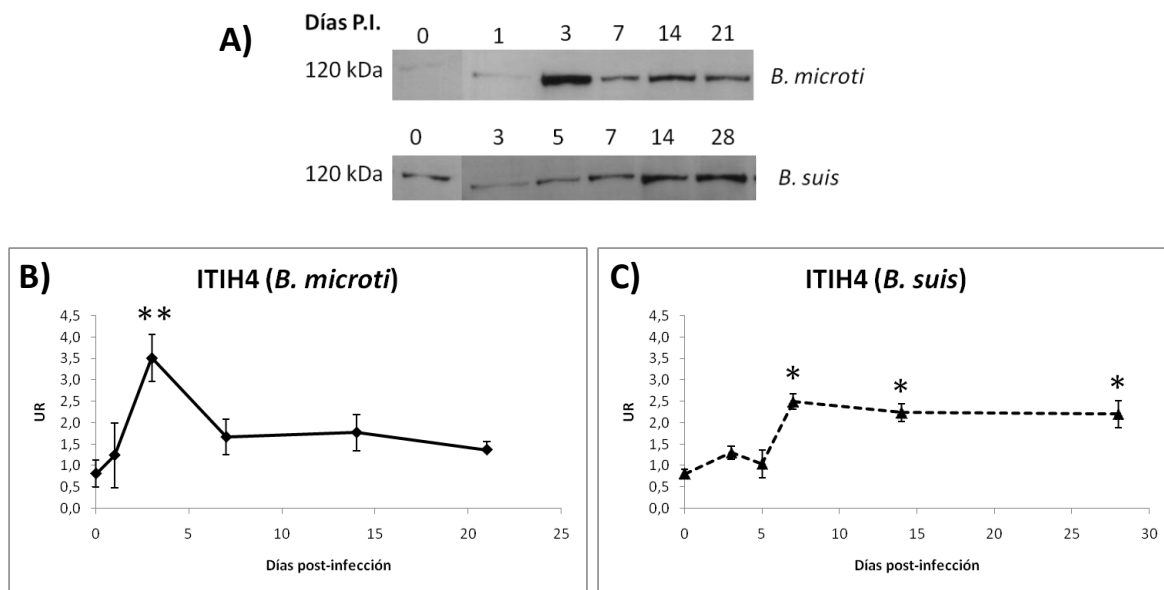 A)
Días P.I.
0 1 3 7 14 21
120 kDa
B. microti
0 3 5 7 14 28
120 kDa
B. suis
B)
ITIH4 (B. microti)
**
4,5
4,0
3,5
3,0
2,5
2,0
1,5
1,0
0,5
0,0
UR
0 5 10 15 20 25
Días post-infección
C)
ITIH4 (B. suis)
* * *
4,5
4,0
3,5
3,0
2,5
2,0
1,5
1,0
0,5
0,0
UR
0 5 10 15 20 25 30
Días post-infección